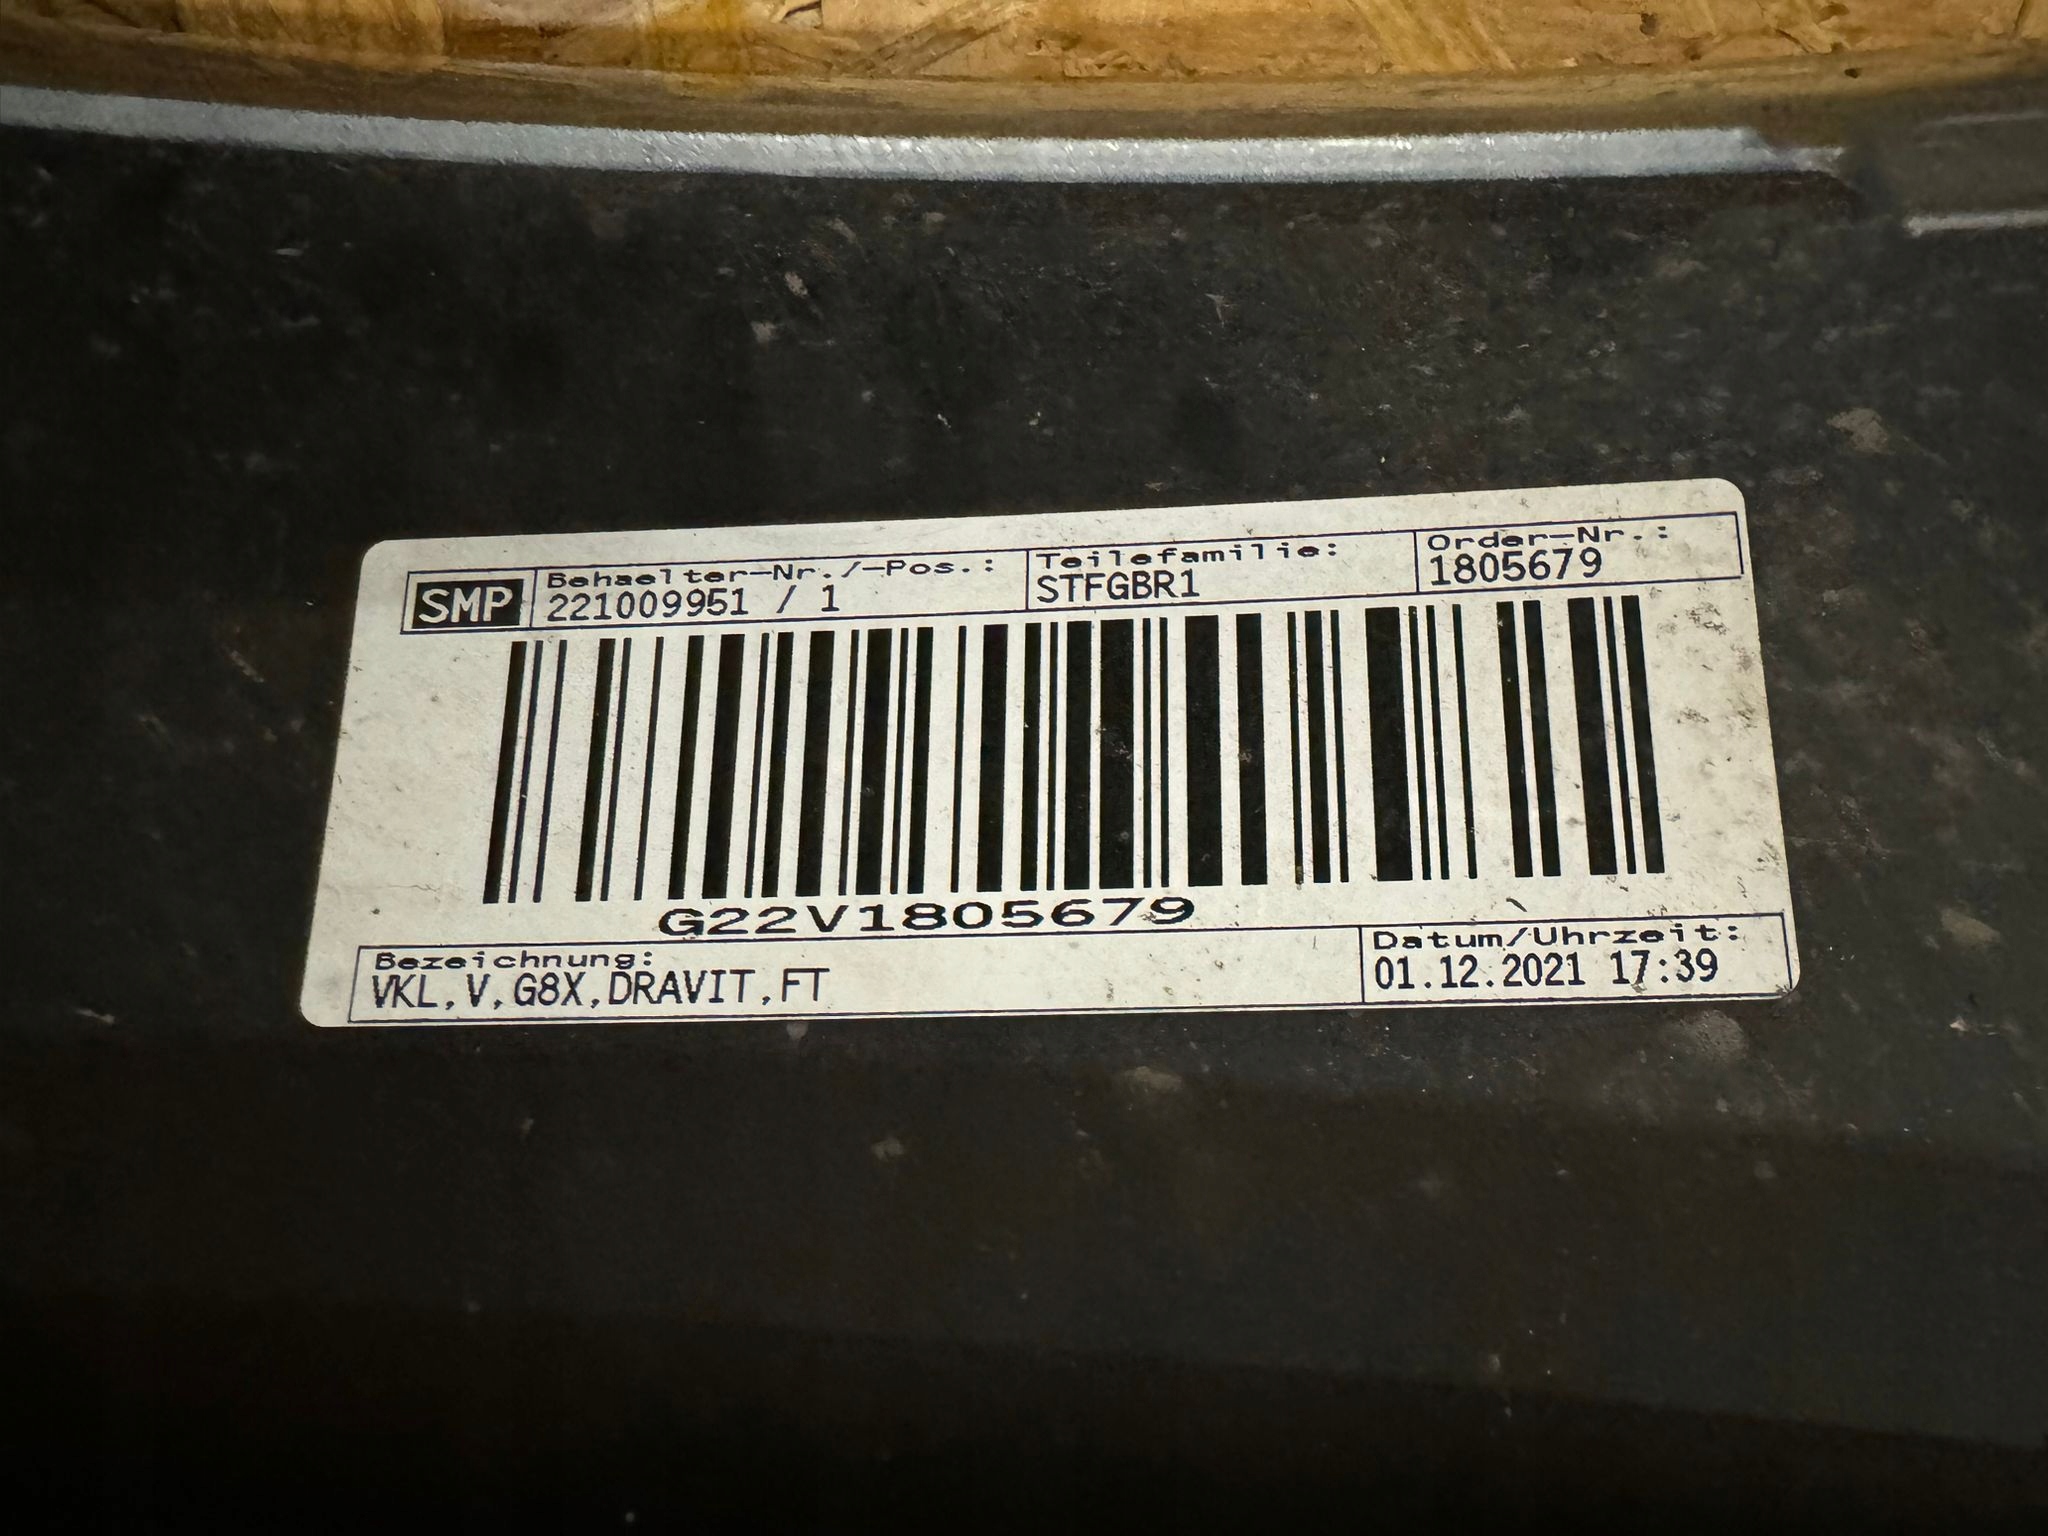 SMP
Behaelter-Nr./-Pos.:
221009951 / 1
Teilefamilie:
STFGBR1
Order-Nr.:
1805679
G22V1805679
Bezeichnung:
VKL,V,G8X,DRAVIT,FT
Datum/Uhrzeit:
01.12.2021 17:39